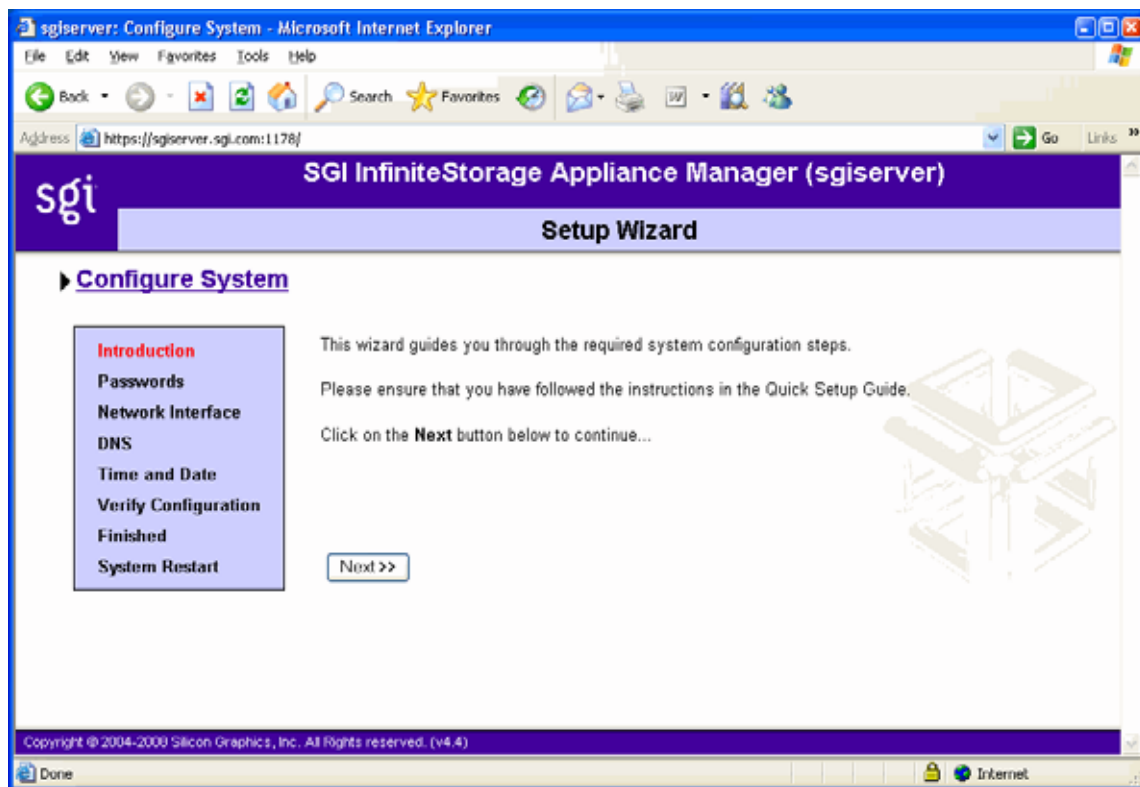 sgiserver: Configure System - Microsoft Internet Explorer
File Edit View Favorites Tools Help
Back Search Favorites
Address https://sgiserver.sgi.com:1178/ Go Links »
sgi
SGI InfiniteStorage Appliance Manager (sgiserver)
Setup Wizard
Configure System
Introduction
Passwords
Network Interface
DNS
Time and Date
Verify Configuration
Finished
System Restart
This wizard guides you through the required system configuration steps.
Please ensure that you have followed the instructions in the Quick Setup Guide.
Click on the Next button below to continue...
Next >>
Copyright © 2004-2008 Silicon Graphics, Inc. All Rights reserved. (v4.4)
Done Internet